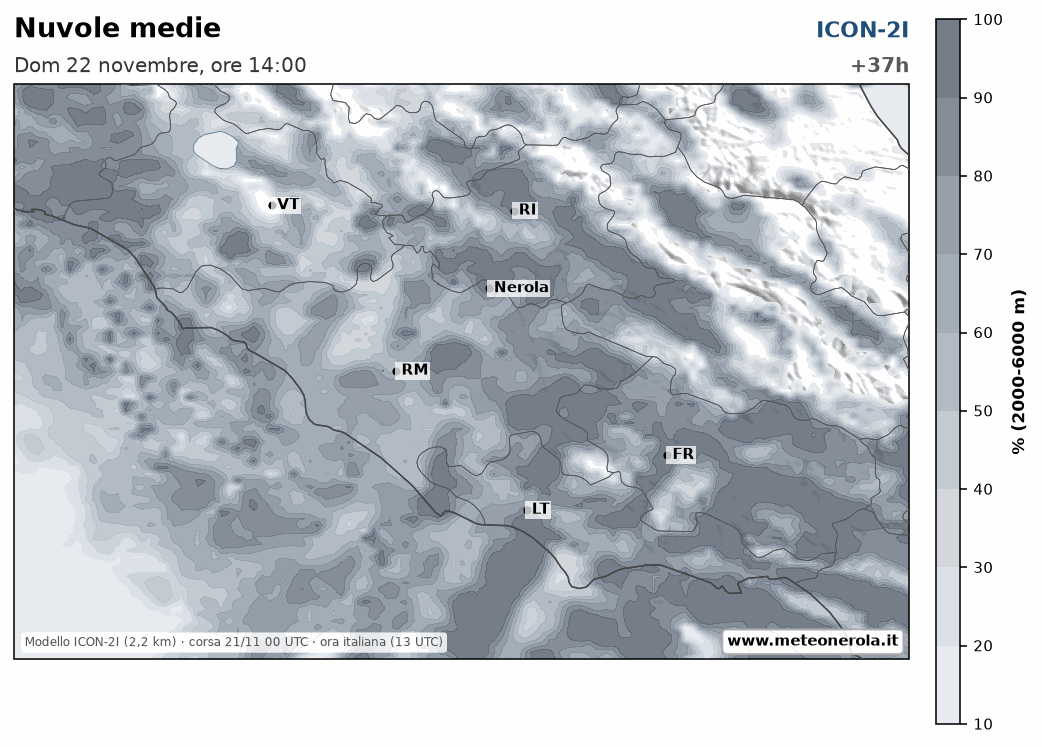 Nuvole medie
ICON-2I
Dom 22 novembre, ore 14:00
+37h
VT
RI
Nerola
RM
FR
LT
Modello ICON-2I (2,2 km) · corsa 21/11 00 UTC · ora italiana (13 UTC)
www.meteonerola.it
100
90
80
70
60
50
40
30
20
10
% (2000-6000 m)